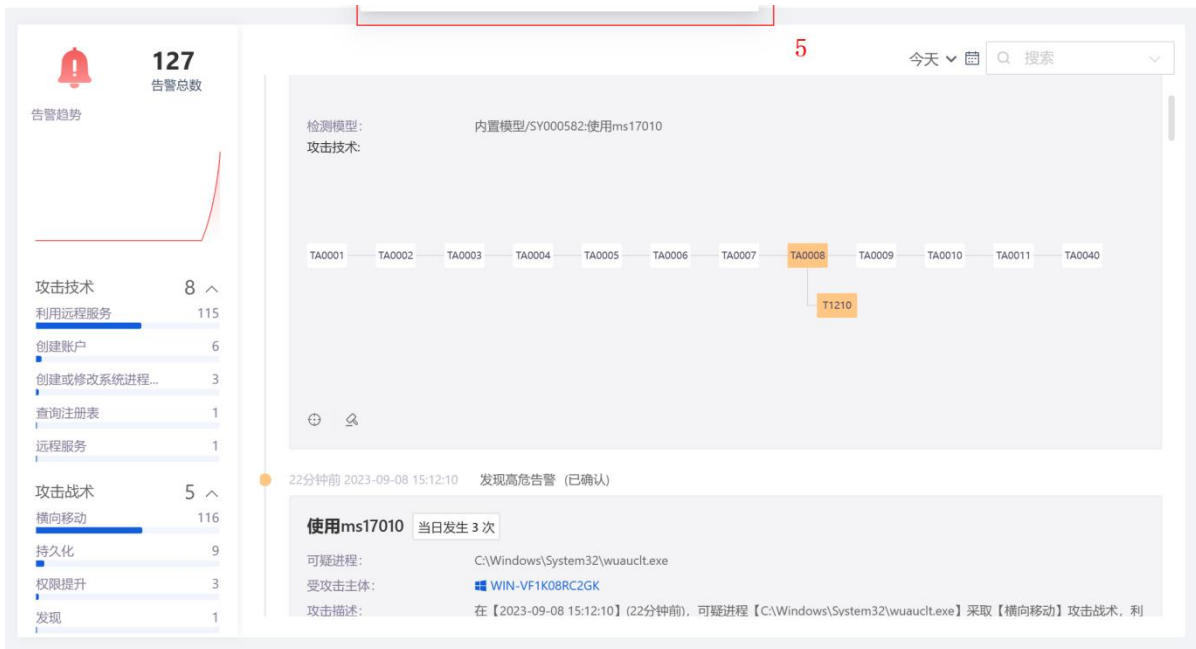 5
127
告警总数
告警趋势
攻击技术 8
利用远程服务 115
创建账户 6
创建或修改系统进程... 3
查询注册表 1
远程服务 1
攻击战术 5
横向移动 116
持久化 9
权限提升 3
发现 1
今天 搜索
检测模型: 内置模型/SY000582:使用ms17010
攻击技术:
TA0001 TA0002 TA0003 TA0004 TA0005 TA0006 TA0007 TA0008 TA0009 TA0010 TA0011 TA0040
T1210
22分钟前 2023-09-08 15:12:10 发现高危告警 (已确认)
使用ms17010 当日发生 3 次
可疑进程: C:\Windows\System32\wuauclt.exe
受攻击主体: WIN-VF1K08RC2GK
攻击描述: 在【2023-09-08 15:12:10】(22分钟前), 可疑进程【C:\Windows\System32\wuauclt.exe】采取【横向移动】攻击战术, 利